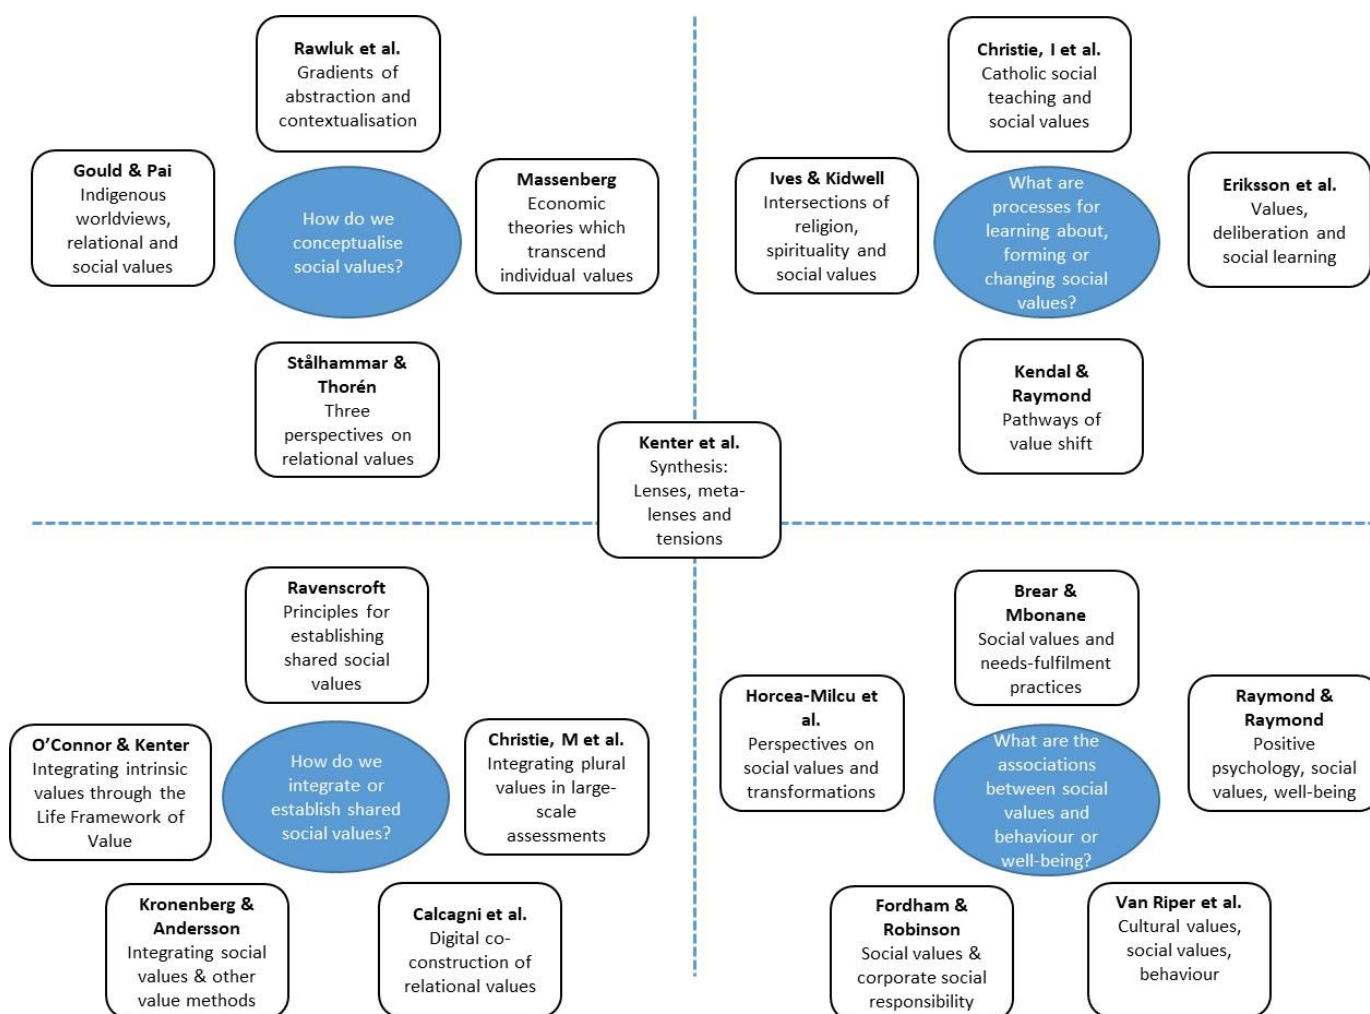 Rawluk et al.
Gradients of
abstraction and
contextualisation
Gould & Pai
Indigenous
worldviews,
relational and
social values
How do we
conceptualise
social values?
Massenberg
Economic
theories which
transcend
individual values
Stålhammar &
Thorén
Three
perspectives on
relational values
Christie, I et al.
Catholic social
teaching and
social values
Ives & Kidwell
Intersections of
religion,
spirituality and
social values
What are
processes for
learning about,
forming or
changing social
values?
Eriksson et al.
Values,
deliberation and
social learning
Kendal &
Raymond
Pathways of
value shift
Kenter et al.
Synthesis:
Lenses, meta-
lenses and
tensions
Ravenscroft
Principles for
establishing
shared social
values
O’Connor & Kenter
Integrating intrinsic
values through the
Life Framework of
Value
How do we
integrate or
establish shared
social values?
Christie, M et al.
Integrating plural
values in large-
scale
assessments
Kronenberg &
Andersson
Integrating social
values & other
value methods
Calcagni et al.
Digital co-
construction of
relational values
Brear &
Mbonane
Social values and
needs-fulfilment
practices
Horcea-Milcu et
al.
Perspectives on
social values and
transformations
What are the
associations
between social
values and
behaviour or
well-being?
Raymond &
Raymond
Positive
psychology, social
values, well-being
Fordham &
Robinson
Social values &
corporate social
responsibility
Van Riper et al.
Cultural values,
social values,
behaviour